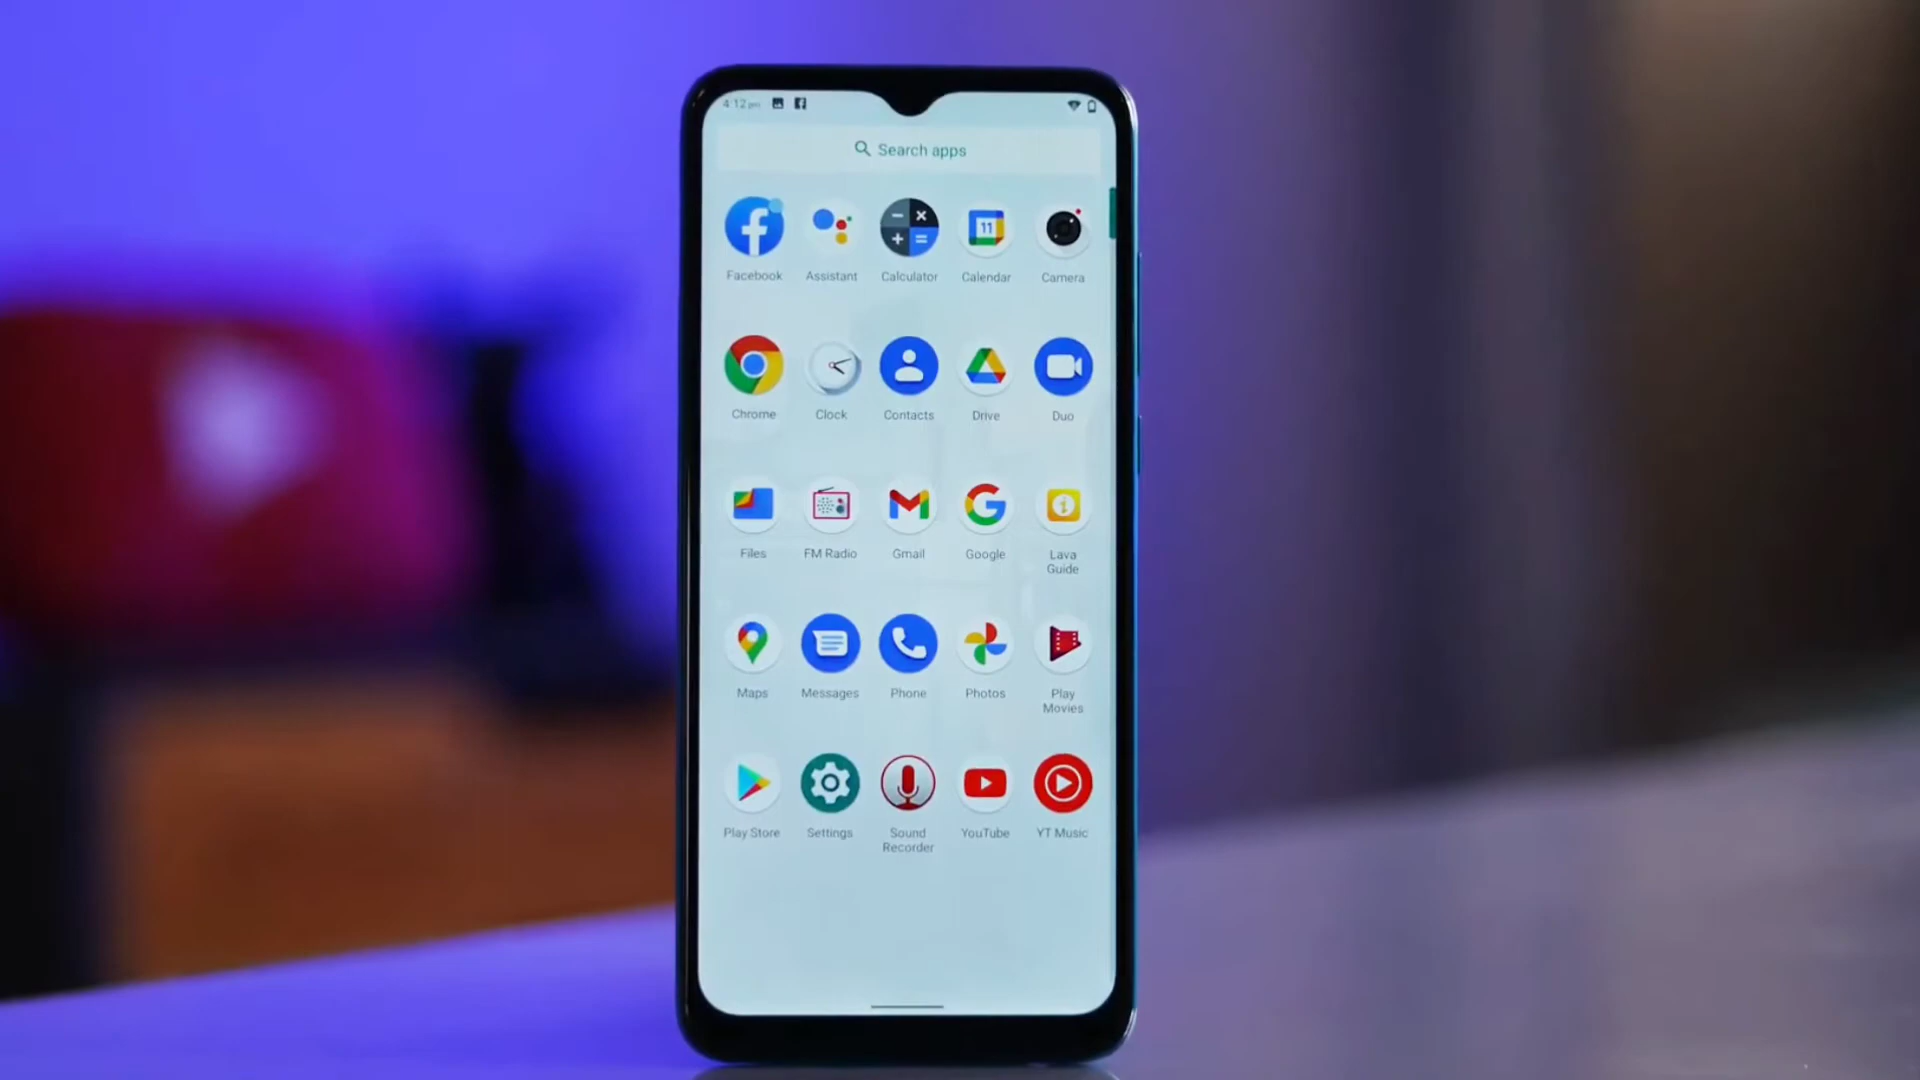 4:12 pm
Search apps
Facebook
Assistant
Calculator
11
Calendar
Camera
Chrome
Clock
Contacts
Drive
Duo
Files
FM Radio
Gmail
Google
Lava
Guide
Maps
Messages
Phone
Photos
Play
Movies
Play Store
Settings
Sound
Recorder
YouTube
YT Music